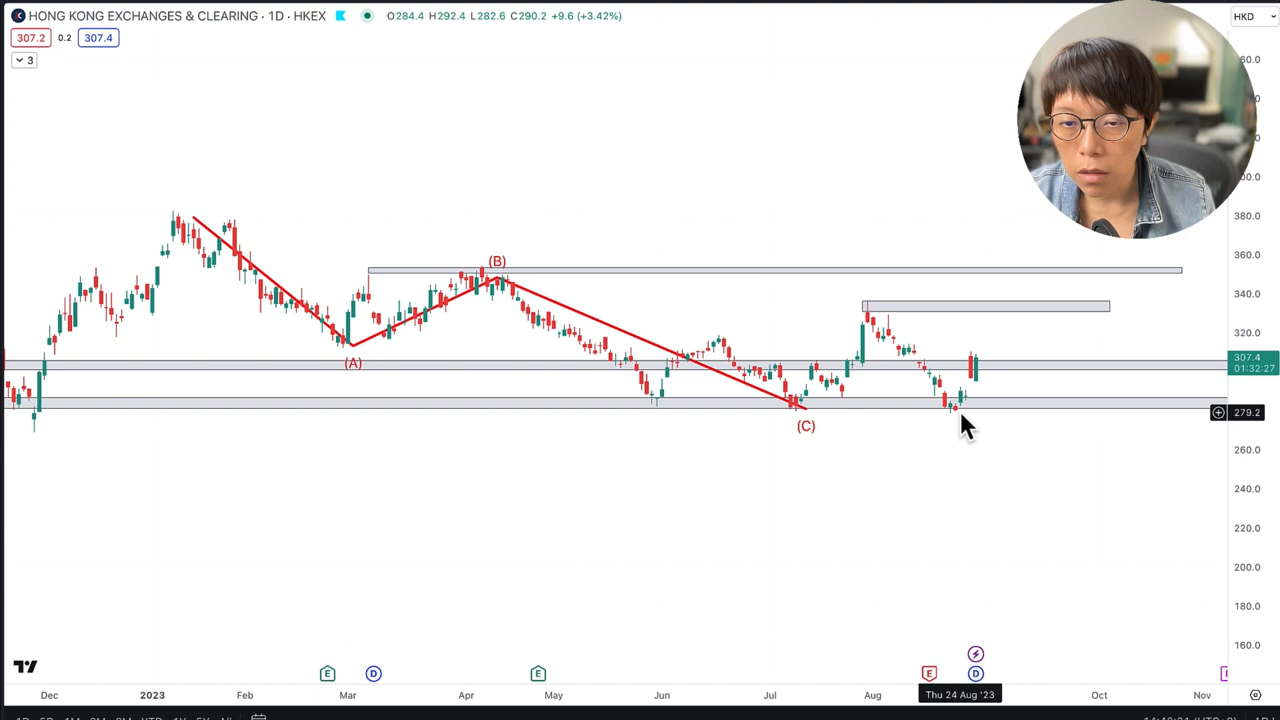 HONG KONG EXCHANGES & CLEARING · 1D · HKEX O284.4 H292.4 L282.6 C290.2 +9.6 (+3.42%)
HKD
307.2 0.2 307.4
3
380.0
360.0
340.0
320.0
307.4
01:32:27
279.2
260.0
240.0
220.0
200.0
180.0
160.0
(B)
(A)
(C)
E D E E D
Dec 2023 Feb Mar Apr May Jun Jul Aug Thu 24 Aug '23 Oct Nov